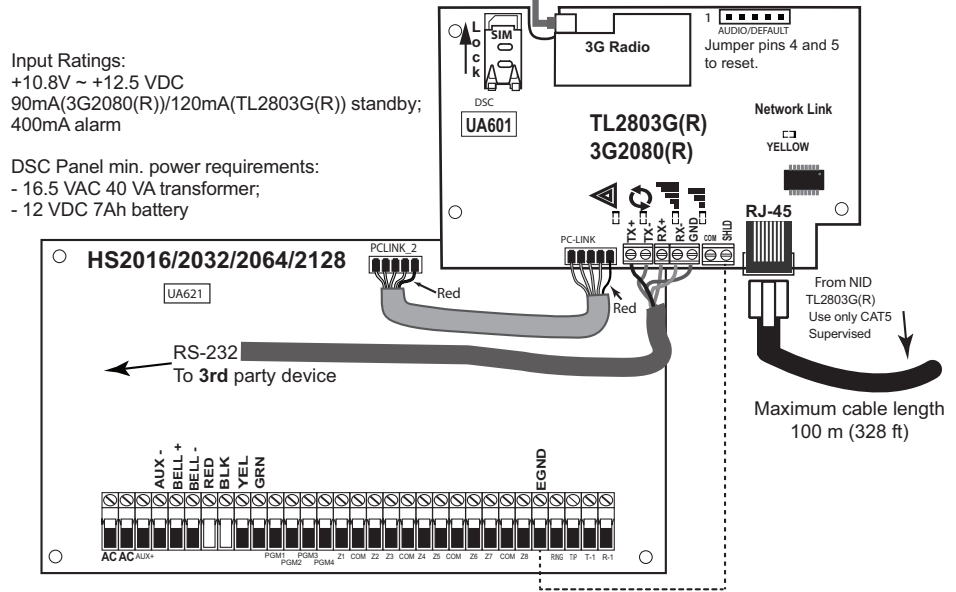 Input Ratings:
+10.8V ~ +12.5 VDC
90mA(3G2080(R))/120mA(TL2803G(R)) standby;
400mA alarm
DSC Panel min. power requirements:
- 16.5 VAC 40 VA transformer;
- 12 VDC 7Ah battery
Lock
SIM
3G Radio
1
AUDIO/DEFAULT
Jumper pins 4 and 5
to reset.
DSC
UA601
TL2803G(R)
3G2080(R)
Network Link
YELLOW
RJ-45
TX+
TX-
RX+
RX-
GND
COM
SHLD
HS2016/2032/2064/2128
UA621
PCLINK_2
PC-LINK
Red
Red
From NID
TL2803G(R)
Use only CAT5
Supervised
RS-232
To 3rd party device
Maximum cable length
100 m (328 ft)
AUX -
BELL +
BELL -
RED
BLK
YEL
GRN
EGND
AC AC AUX+ PGM1 PGM2 PGM3 PGM4 Z1 COM Z2 Z3 COM Z4 Z5 COM Z6 Z7 COM Z8 RING TIP T-1 R-1